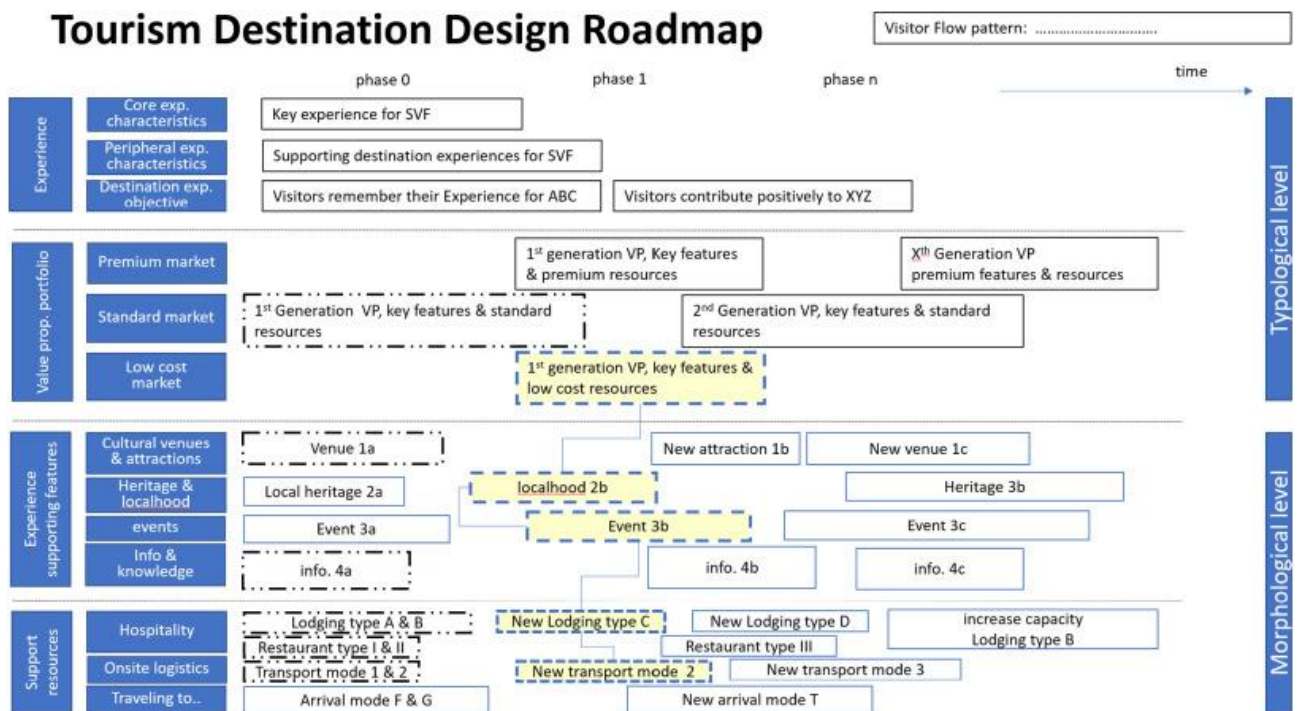 Tourism Destination Design Roadmap
Visitor Flow pattern: ................................
phase 0
phase 1
phase n
time
Experience
Core exp.
characteristics
Key experience for SVF
Peripheral exp.
characteristics
Supporting destination experiences for SVF
Destination exp.
objective
Visitors remember their Experience for ABC
Visitors contribute positively to XYZ
Typological level
Value prop. portfolio
Premium market
1st generation VP, Key features
& premium resources
Xth Generation VP
premium features & resources
Standard market
1st Generation VP, key features & standard
resources
2nd Generation VP, key features & standard
resources
Low cost
market
1st generation VP, key features &
low cost resources
Experience
supporting features
Cultural venues
& attractions
Venue 1a
New attraction 1b
New venue 1c
Heritage &
localhood
Local heritage 2a
localhood 2b
Heritage 3b
events
Event 3a
Event 3b
Event 3c
Info &
knowledge
info. 4a
info. 4b
info. 4c
Morphological level
Support
resources
Hospitality
Lodging type A & B
New Lodging type C
New Lodging type D
increase capacity
Lodging type B
Restaurant type I & II
Restaurant type III
Onsite logistics
Transport mode 1 & 2
New transport mode 2
New transport mode 3
Traveling to..
Arrival mode F & G
New arrival mode T